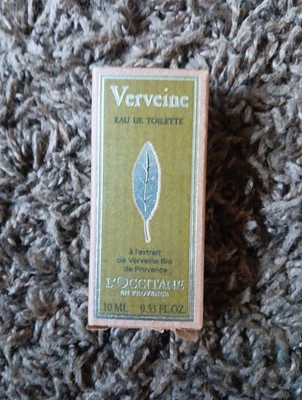 Verveine
EAU DE TOILETTE
à l'extrait
de Verveine Bio
de Provence
L'OCCITANE
EN PROVENCE
10 ML 0.33 FL.OZ.